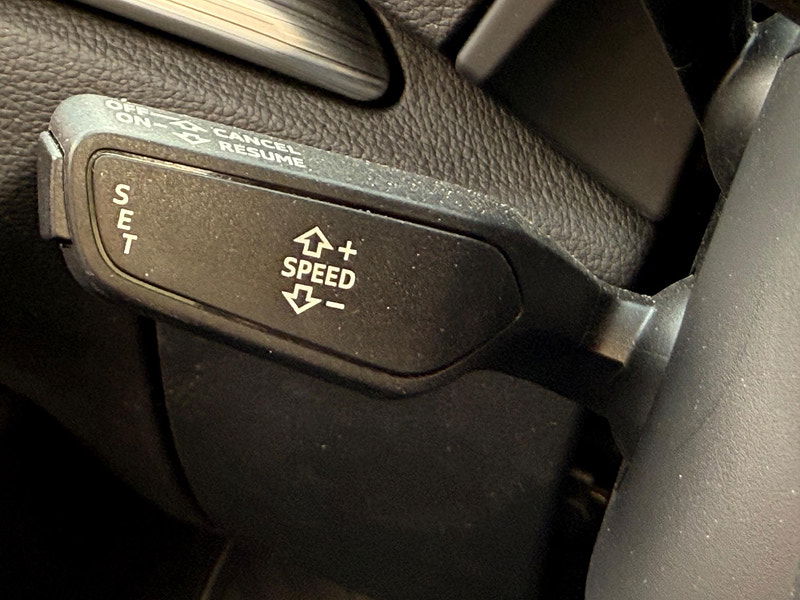 OFF
ON
CANCEL
RESUME
SET
+
SPEED
-